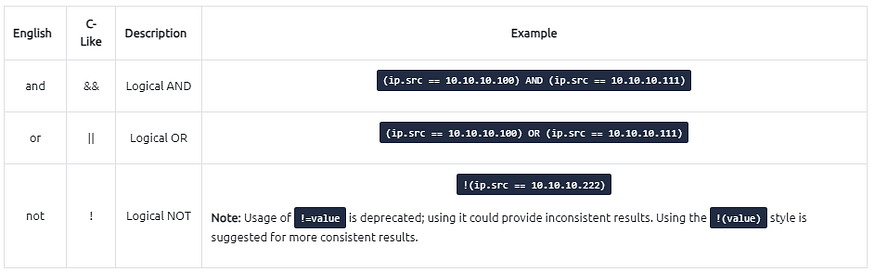 English C-Like Description Example
and && Logical AND (ip.src == 10.10.10.100) AND (ip.src == 10.10.10.111)
or || Logical OR (ip.src == 10.10.10.100) OR (ip.src == 10.10.10.111)
not ! Logical NOT !(ip.src == 10.10.10.222)
Note: Usage of !=value is deprecated; using it could provide inconsistent results. Using the !(value) style is
suggested for more consistent results.